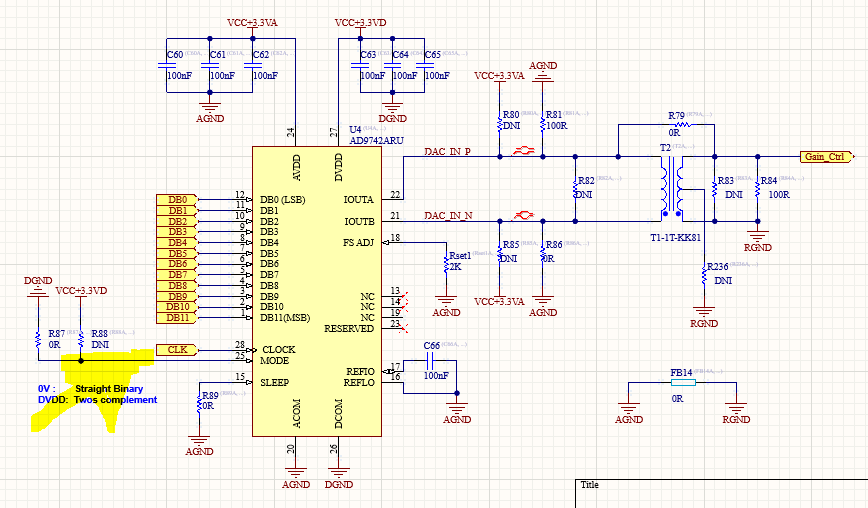 VCC+3.3VA
VCC+3.3VD
C60
C61
C62
100nF
100nF
100nF
AGND
C63
C64
C65
100nF
100nF
100nF
DGND
VCC+3.3VA
AGND
R80
DNI
R81
100R
R79
0R
24
27
U4
AD9742ARU
AVDD
DVDD
DAC_IN_P
T2
Gain_Ctrl
DB0
DB1
DB2
DB3
DB4
DB5
DB6
DB7
DB8
DB9
DB10
DB11
12
11
10
9
8
7
6
5
4
3
2
1
DB0 (LSB)
DB1
DB2
DB3
DB4
DB5
DB6
DB7
DB8
DB9
DB10
DB11(MSB)
IOUTA
22
IOUTB
21
DAC_IN_N
FS ADJ
18
R82
DNI
R83
DNI
R84
100R
T1-1T-KK81
RGND
R85
DNI
R86
0R
VCC+3.3VA
AGND
Rset1
2K
AGND
R236
DNI
RGND
NC
13
NC
14
NC
19
RESERVED
23
DGND
VCC+3.3VD
R87
0R
R88
DNI
CLK
28
25
CLOCK
MODE
15
SLEEP
REFIO
17
REFLO
16
C66
100nF
AGND
0V : Straight Binary
DVDD: Twos complement
R89
0R
AGND
ACOM
DCOM
20
26
AGND
DGND
FB14
0R
AGND
RGND
Title